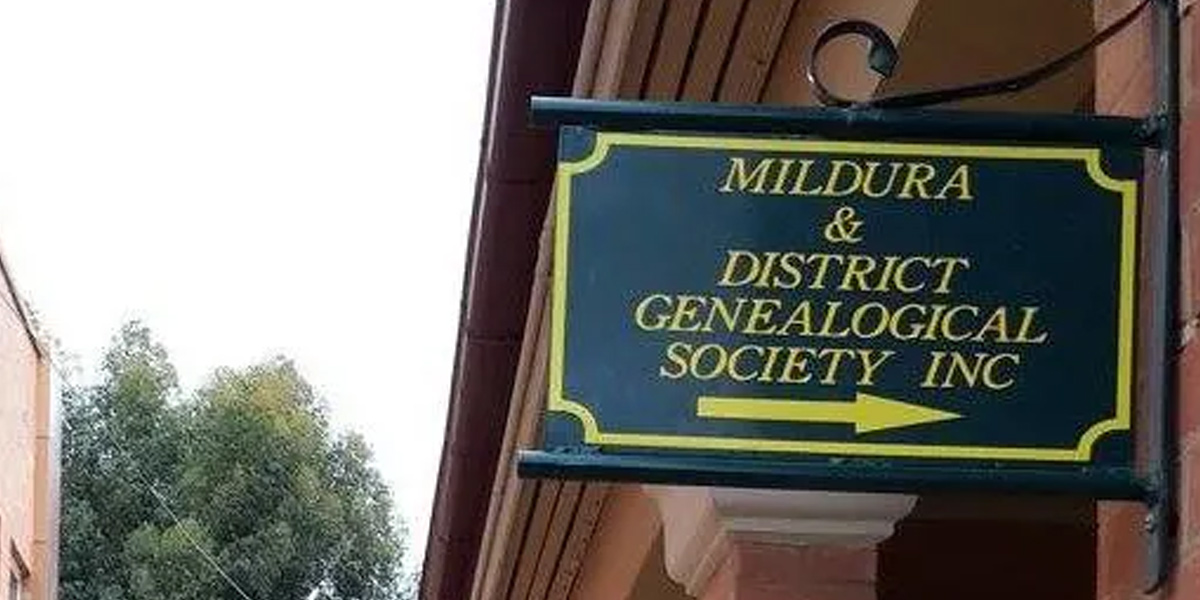 MILDURA
&
DISTRICT
GENEALOGICAL
SOCIETY INC